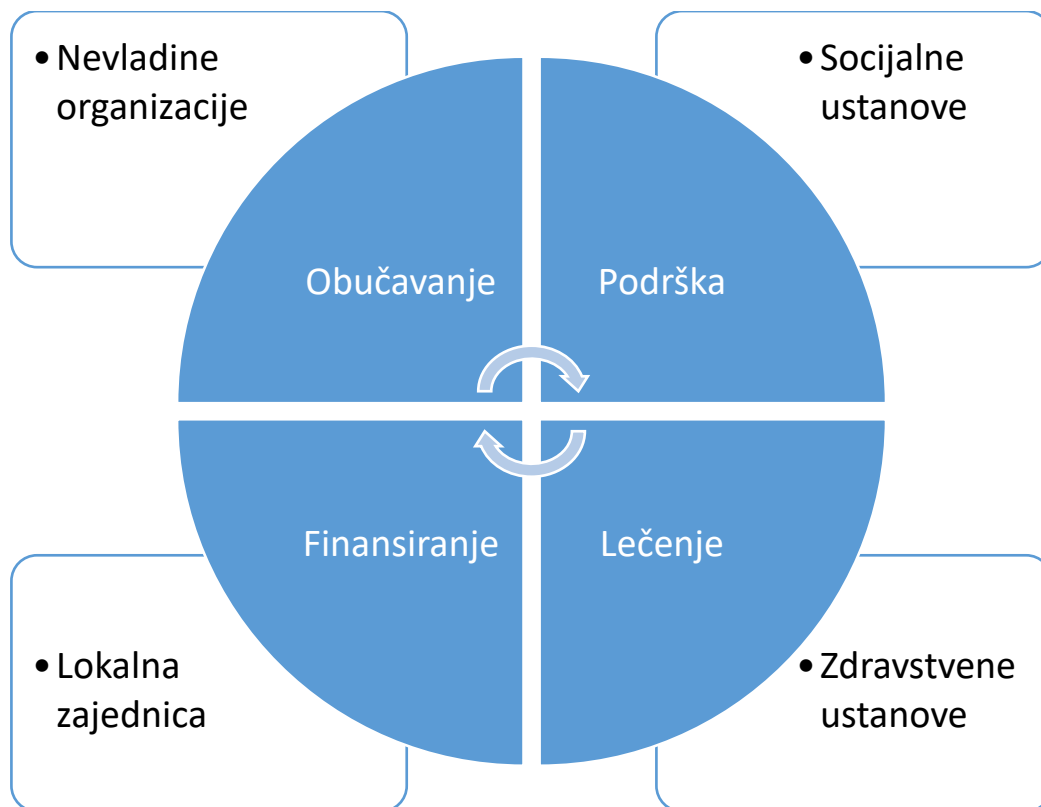 • Nevladine
organizacije
• Socijalne
ustanove
Obučavanje
Podrška
Finansiranje
Lečenje
• Lokalna
zajednica
• Zdravstvene
ustanove